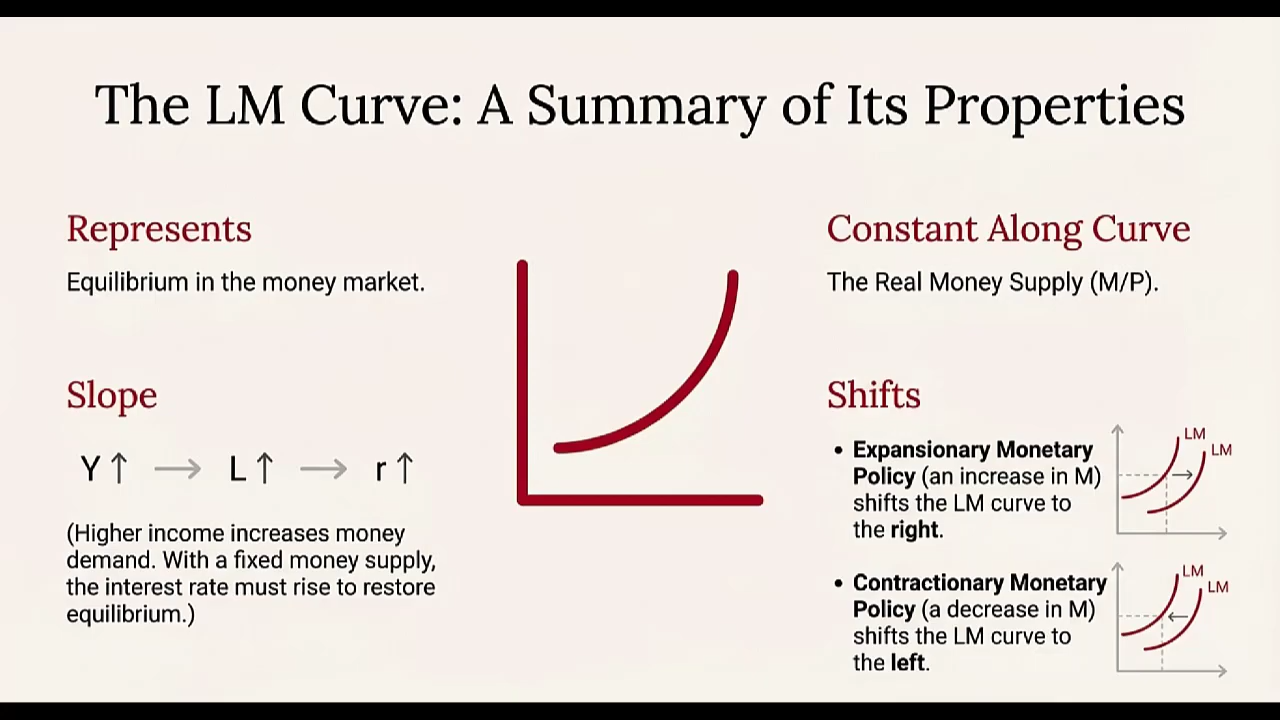 The LM Curve: A Summary of Its Properties
Represents
Equilibrium in the money market.
Slope
Y↑ → L↑ → r↑
(Higher income increases money
demand. With a fixed money supply,
the interest rate must rise to restore
equilibrium.)
Constant Along Curve
The Real Money Supply (M/P).
Shifts
• Expansionary Monetary
Policy (an increase in M)
shifts the LM curve to
the right.
LM
LM
• Contractionary Monetary
Policy (a decrease in M)
shifts the LM curve to
the left.
LM
LM